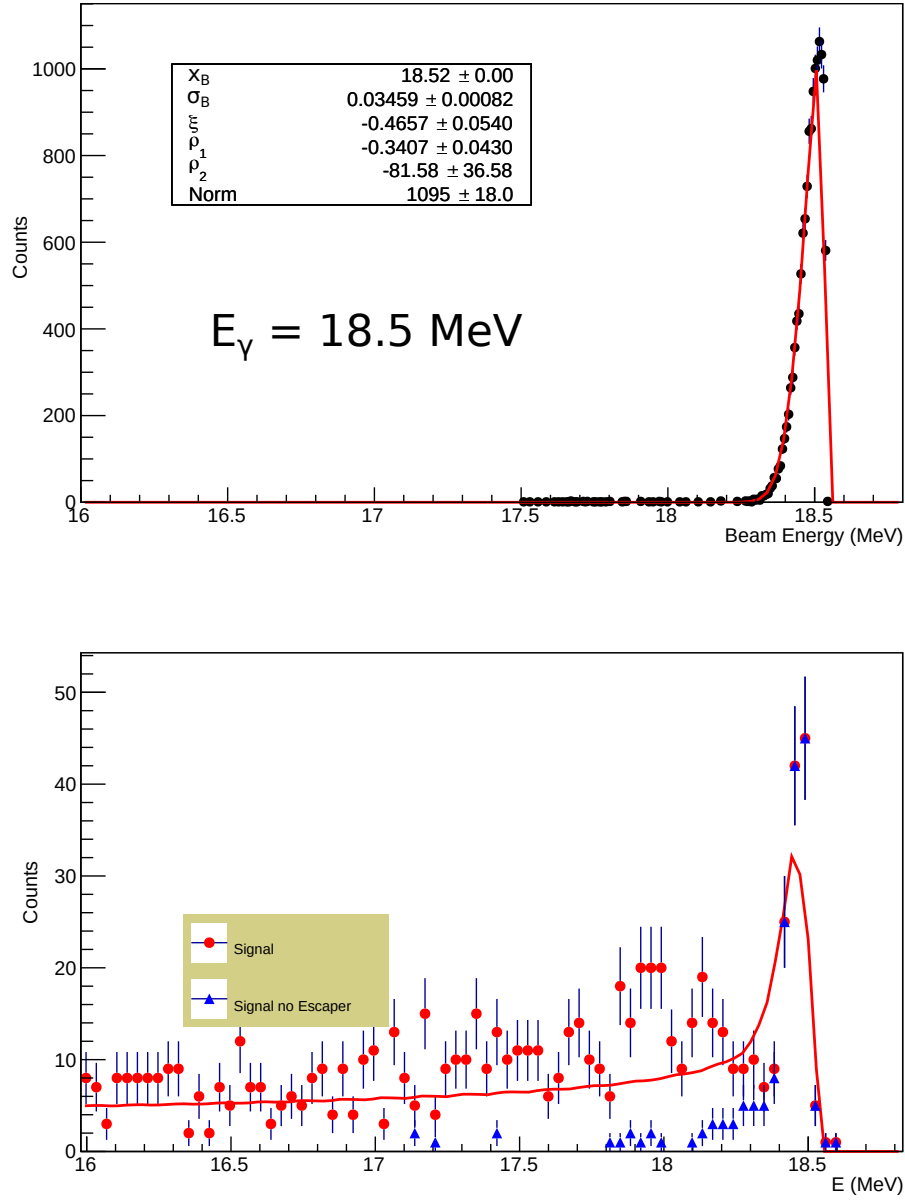 1000
800
600
400
200
0
Counts
x_B 18.52 ± 0.00
σ_B 0.03459 ± 0.00082
ξ -0.4657 ± 0.0540
ρ_1 -0.3407 ± 0.0430
ρ_2 -81.58 ± 36.58
Norm 1095 ± 18.0
E_γ = 18.5 MeV
16 16.5 17 17.5 18 18.5
Beam Energy (MeV)
50
40
30
20
10
0
Counts
Signal
Signal no Escaper
16 16.5 17 17.5 18 18.5
E (MeV)